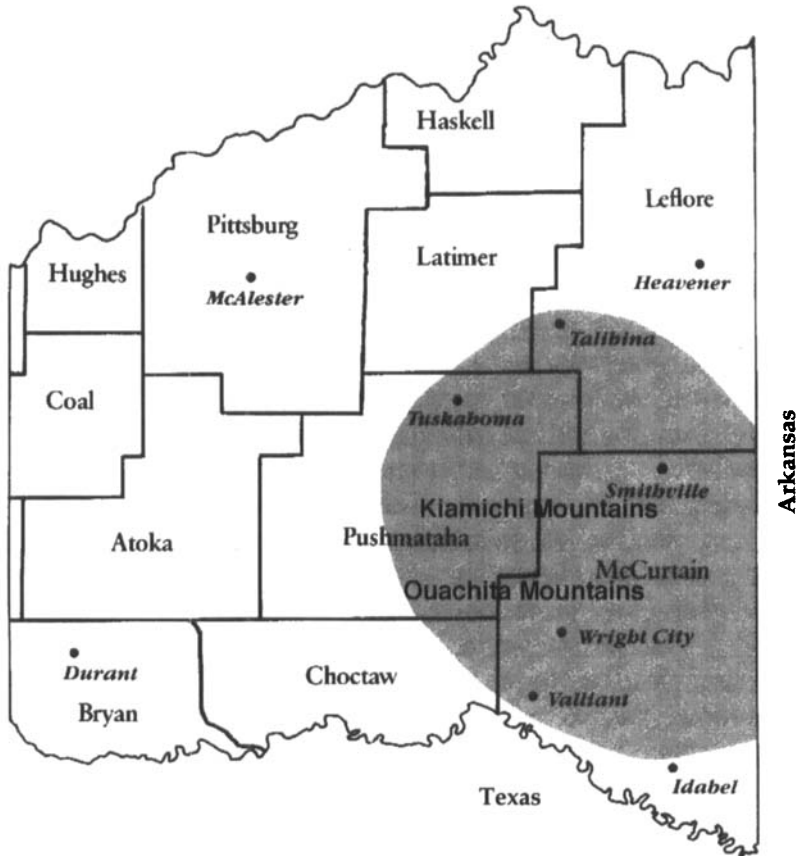 Haskell
Leflore
Pittsburg
Latimer
Hughes
McAlester
Heavener
Talihina
Coal
Tuskahoma
Arkansas
Smithville
Kiamichi Mountains
Pushmataha
Atoka
McCurtain
Ouachita Mountains
Wright City
Durant
Choctaw
Valliant
Bryan
Idabel
Texas